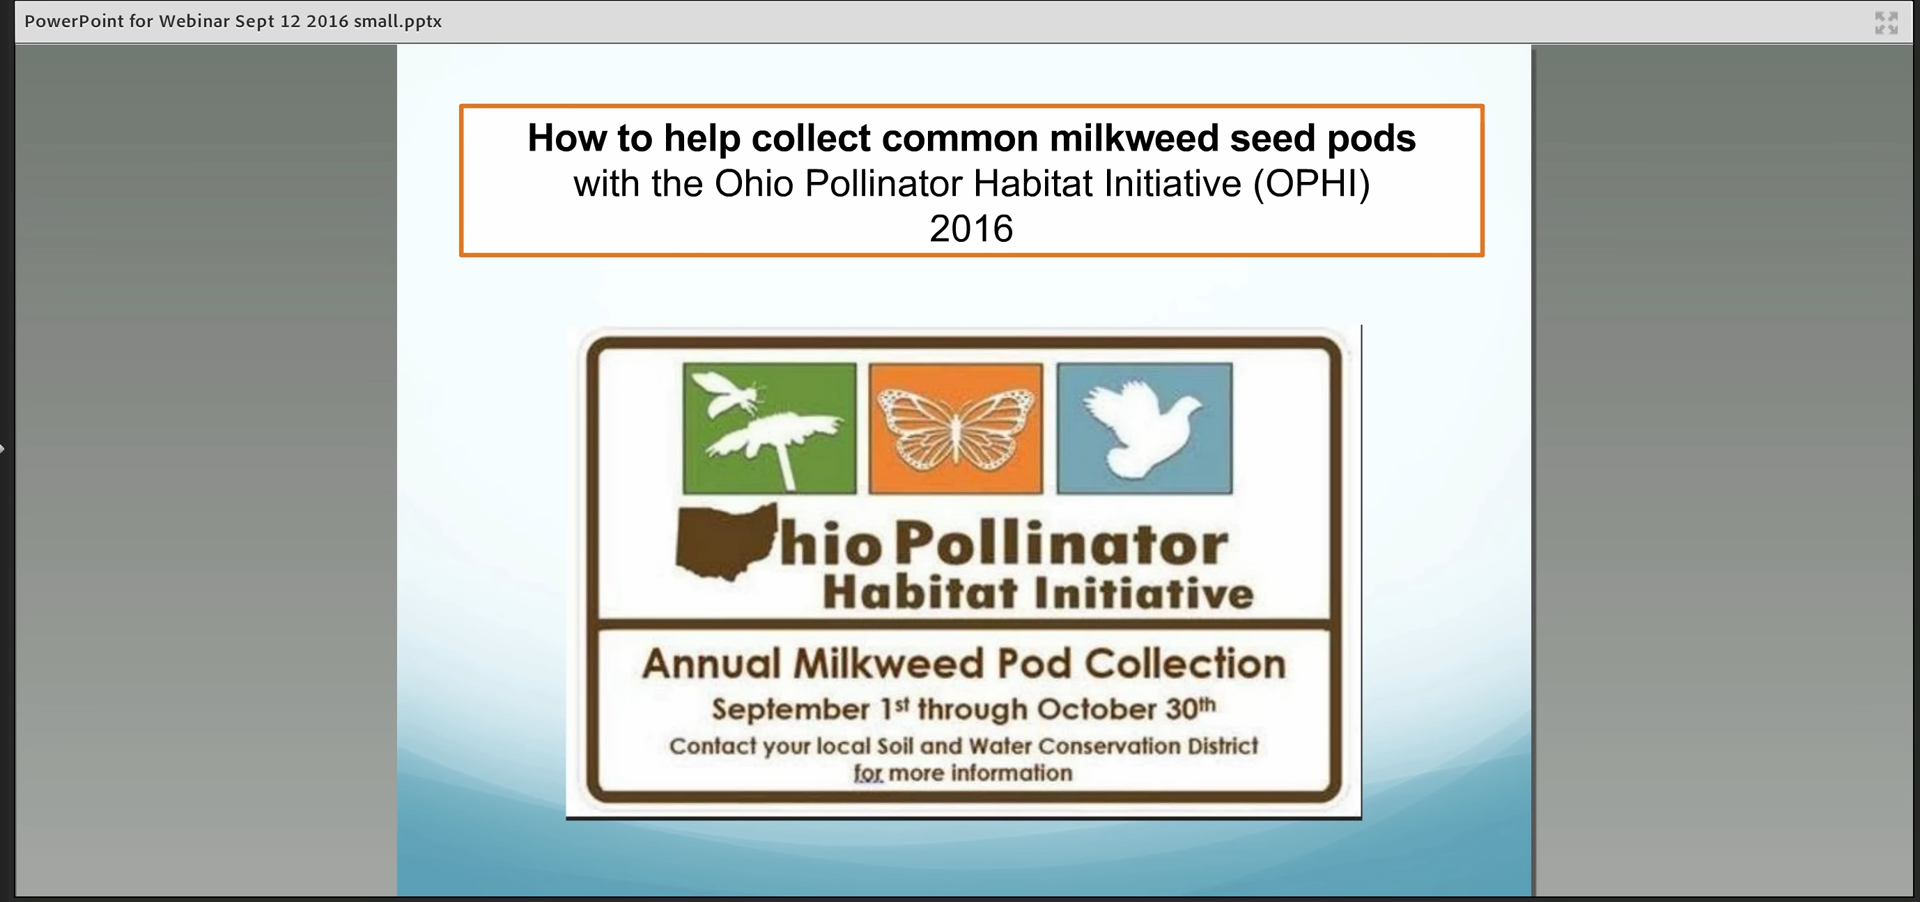 PowerPoint for Webinar Sept 12 2016 small.pptx
How to help collect common milkweed seed pods
with the Ohio Pollinator Habitat Initiative (OPHI)
2016
hio Pollinator
Habitat Initiative
Annual Milkweed Pod Collection
September 1st through October 30th
Contact your local Soil and Water Conservation District
for more information